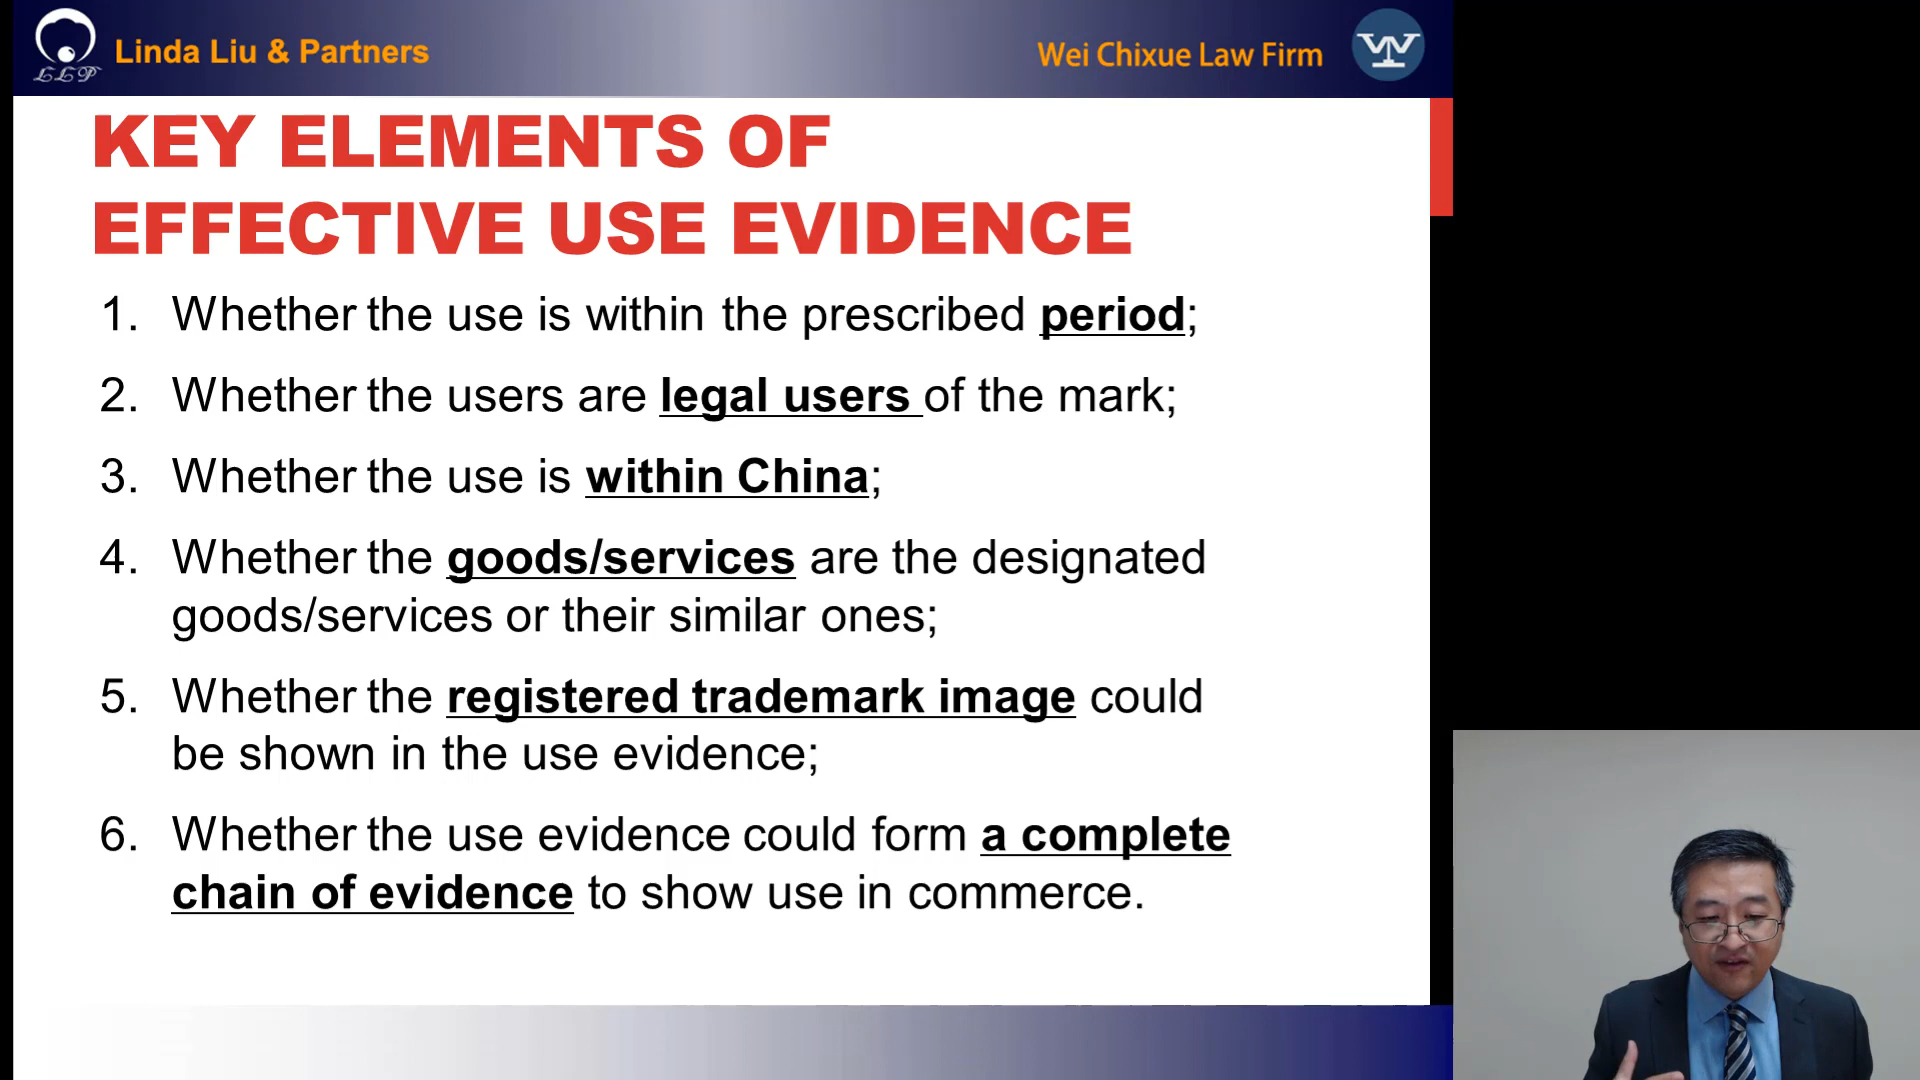 Linda Liu & Partners
LLP
Wei Chixue Law Firm
KEY ELEMENTS OF
EFFECTIVE USE EVIDENCE
1. Whether the use is within the prescribed period;
2. Whether the users are legal users of the mark;
3. Whether the use is within China;
4. Whether the goods/services are the designated
goods/services or their similar ones;
5. Whether the registered trademark image could
be shown in the use evidence;
6. Whether the use evidence could form a complete
chain of evidence to show use in commerce.